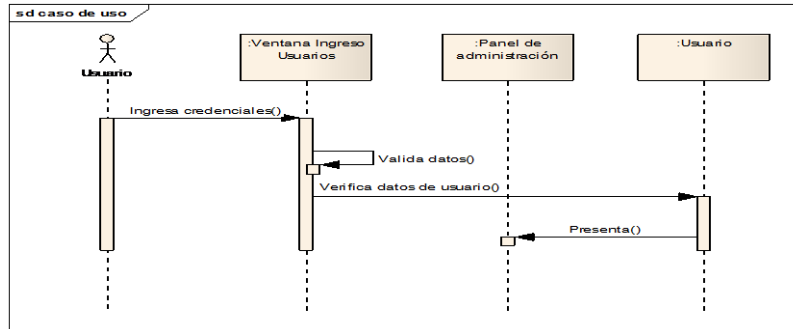 sd caso de uso
Usuario
:Ventana Ingreso
Usuarios
:Panel de
administración
:Usuario
Ingresa credenciales()
Valida datos()
Verifica datos de usuario()
Presenta()